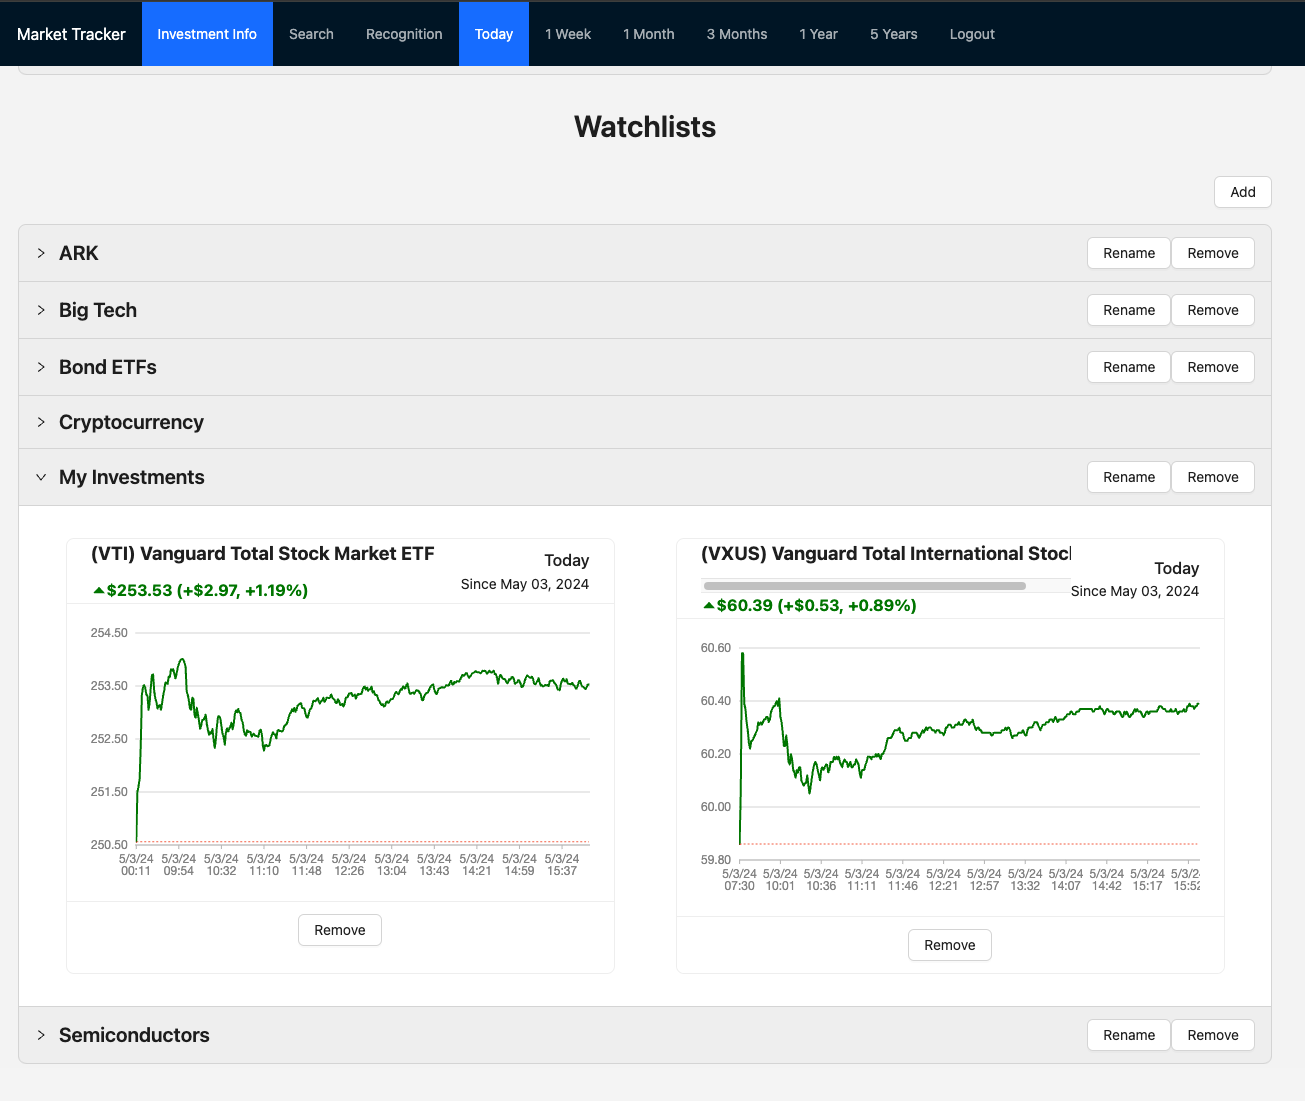 Market Tracker Investment Info Search Recognition Today 1 Week 1 Month 3 Months 1 Year 5 Years Logout
Watchlists
Add
ARK Rename Remove
Big Tech Rename Remove
Bond ETFs Rename Remove
Cryptocurrency
My Investments Rename Remove
(VTI) Vanguard Total Stock Market ETF
Today
$253.53 (+$2.97, +1.19%)
Since May 03, 2024
254.50
253.50
252.50
251.50
250.50
5/3/24 5/3/24 5/3/24 5/3/24 5/3/24 5/3/24 5/3/24 5/3/24 5/3/24 5/3/24 5/3/24
00:11 09:54 10:32 11:10 11:48 12:26 13:04 13:43 14:21 14:59 15:37
Remove
(VXUS) Vanguard Total International Stock
Today
Since May 03, 2024
$60.39 (+$0.53, +0.89%)
60.60
60.40
60.20
60.00
59.80
5/3/24 5/3/24 5/3/24 5/3/24 5/3/24 5/3/24 5/3/24 5/3/24 5/3/24 5/3/24 5/3/24 5/3/2
07:30 10:01 10:36 11:11 11:46 12:21 12:57 13:32 14:07 14:42 15:17 15:52
Remove
Semiconductors Rename Remove